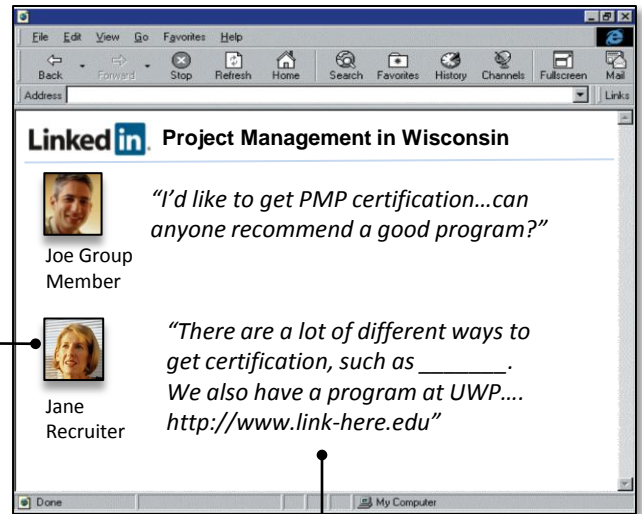 File Edit View Go Favorites Help
Back Forward Stop Refresh Home Search Favorites History Channels Fullscreen Mail
Address Links
Linked in. Project Management in Wisconsin
“I’d like to get PMP certification…can
anyone recommend a good program?”
Joe Group
Member
“There are a lot of different ways to
get certification, such as _______.
We also have a program at UWP….
http://www.link-here.edu”
Jane
Recruiter
Done My Computer